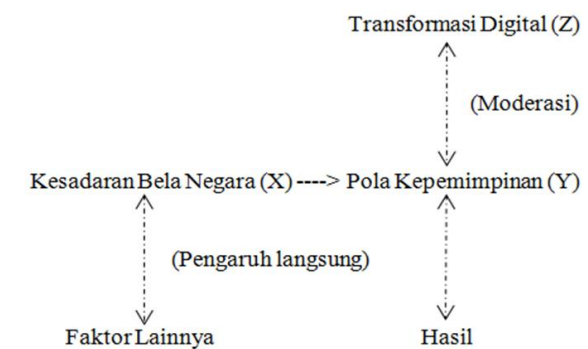 Transformasi Digital (Z)
(Moderasi)
Kesadaran Bela Negara (X) ----> Pola Kepemimpinan (Y)
(Pengaruh langsung)
Faktor Lainnya Hasil